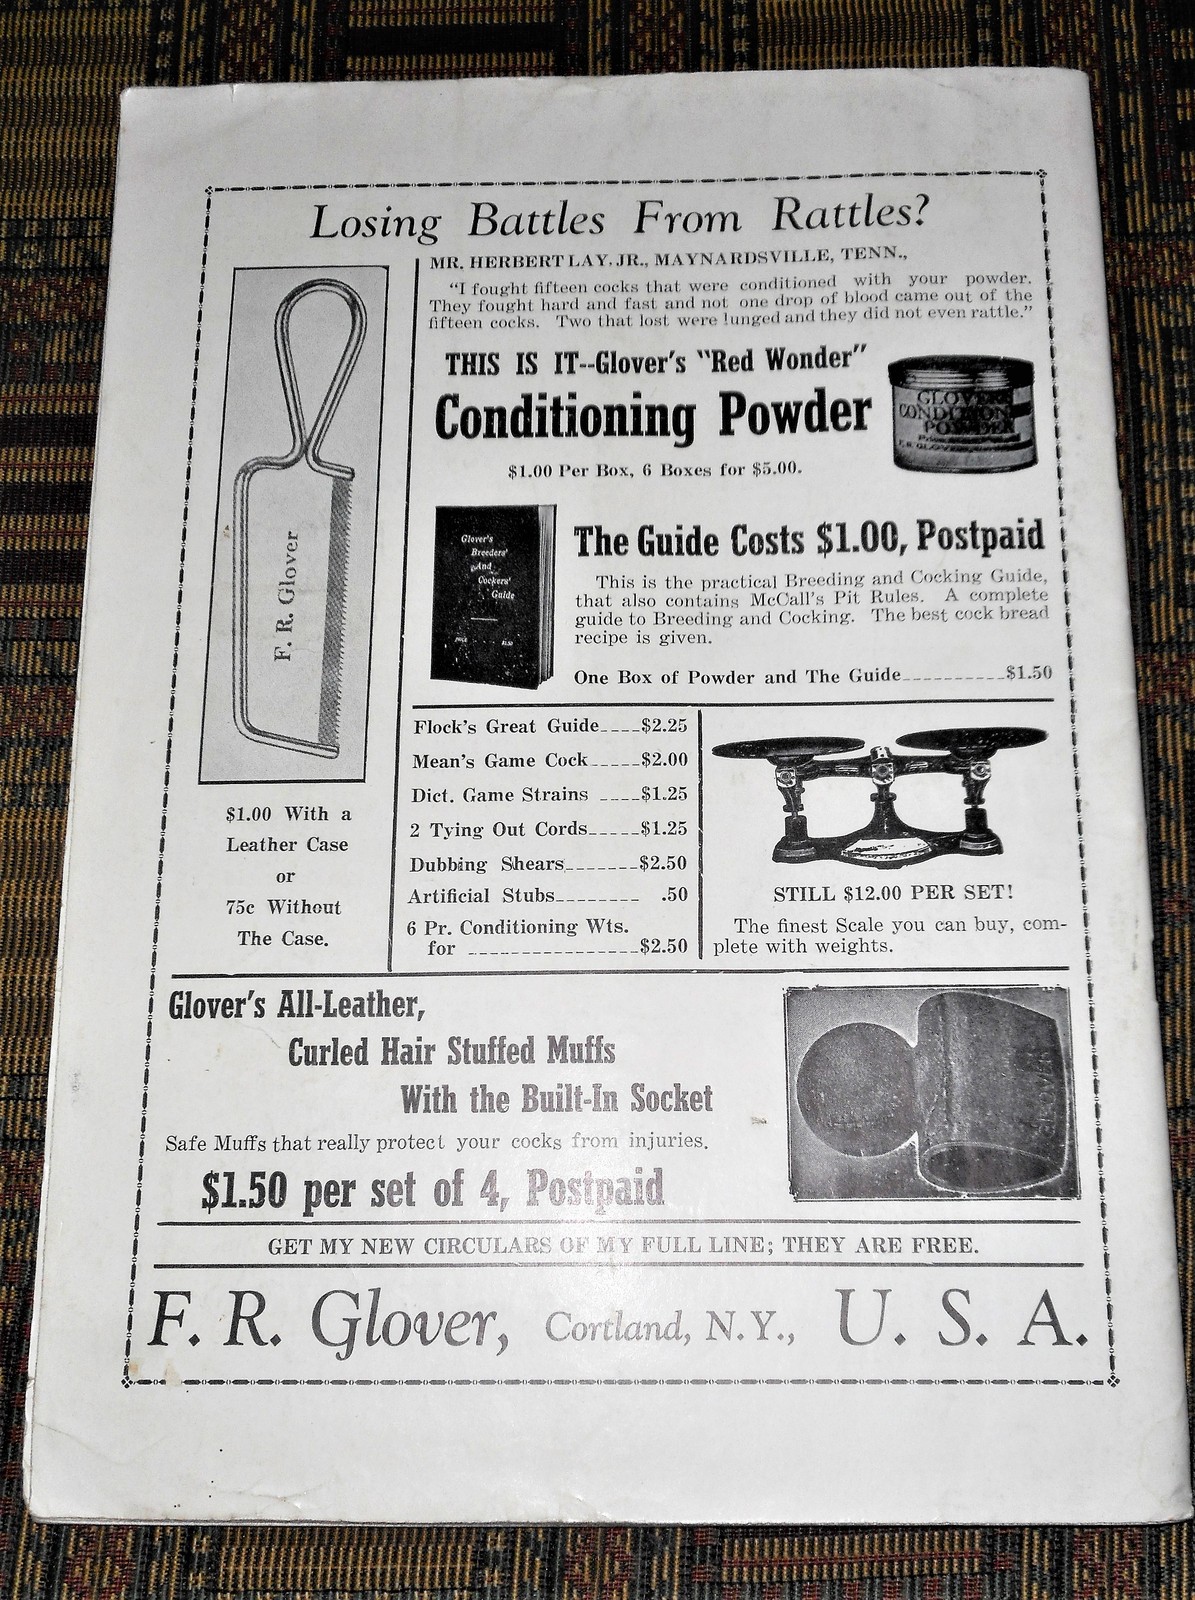 Losing Battles From Rattles?
F. R. Glover
$1.00 With a
Leather Case
or
75c Without
The Case.
MR. HERBERT LAY, JR., MAYNARDSVILLE, TENN.,
"I fought fifteen cocks that were conditioned with your powder.
They fought hard and fast and not one drop of blood came out of the
fifteen cocks. Two that lost were lunged and they did not even rattle."
THIS IS IT--Glover's "Red Wonder"
Conditioning Powder
$1.00 Per Box, 6 Boxes for $5.00.
GLOVER'S
CONDITION
POWDER
Glover's
Breeders'
And
Cockers'
Guide
The Guide Costs $1.00, Postpaid
This is the practical Breeding and Cocking Guide,
that also contains McCall's Pit Rules. A complete
guide to Breeding and Cocking. The best cock bread
recipe is given.
One Box of Powder and The Guide__________$1.50
Flock's Great Guide____$2.25
Mean's Game Cock_____$2.00
Dict. Game Strains ____$1.25
2 Tying Out Cords_____$1.25
Dubbing Shears_______$2.50
Artificial Stubs________ .50
6 Pr. Conditioning Wts.
for ________________$2.50
STILL $12.00 PER SET!
The finest Scale you can buy, com-
plete with weights.
Glover's All-Leather,
Curled Hair Stuffed Muffs
With the Built-In Socket
Safe Muffs that really protect your cocks from injuries.
$1.50 per set of 4, Postpaid
GLOVER
GET MY NEW CIRCULARS OF MY FULL LINE; THEY ARE FREE.
F. R. Glover, Cortland, N.Y., U. S. A.